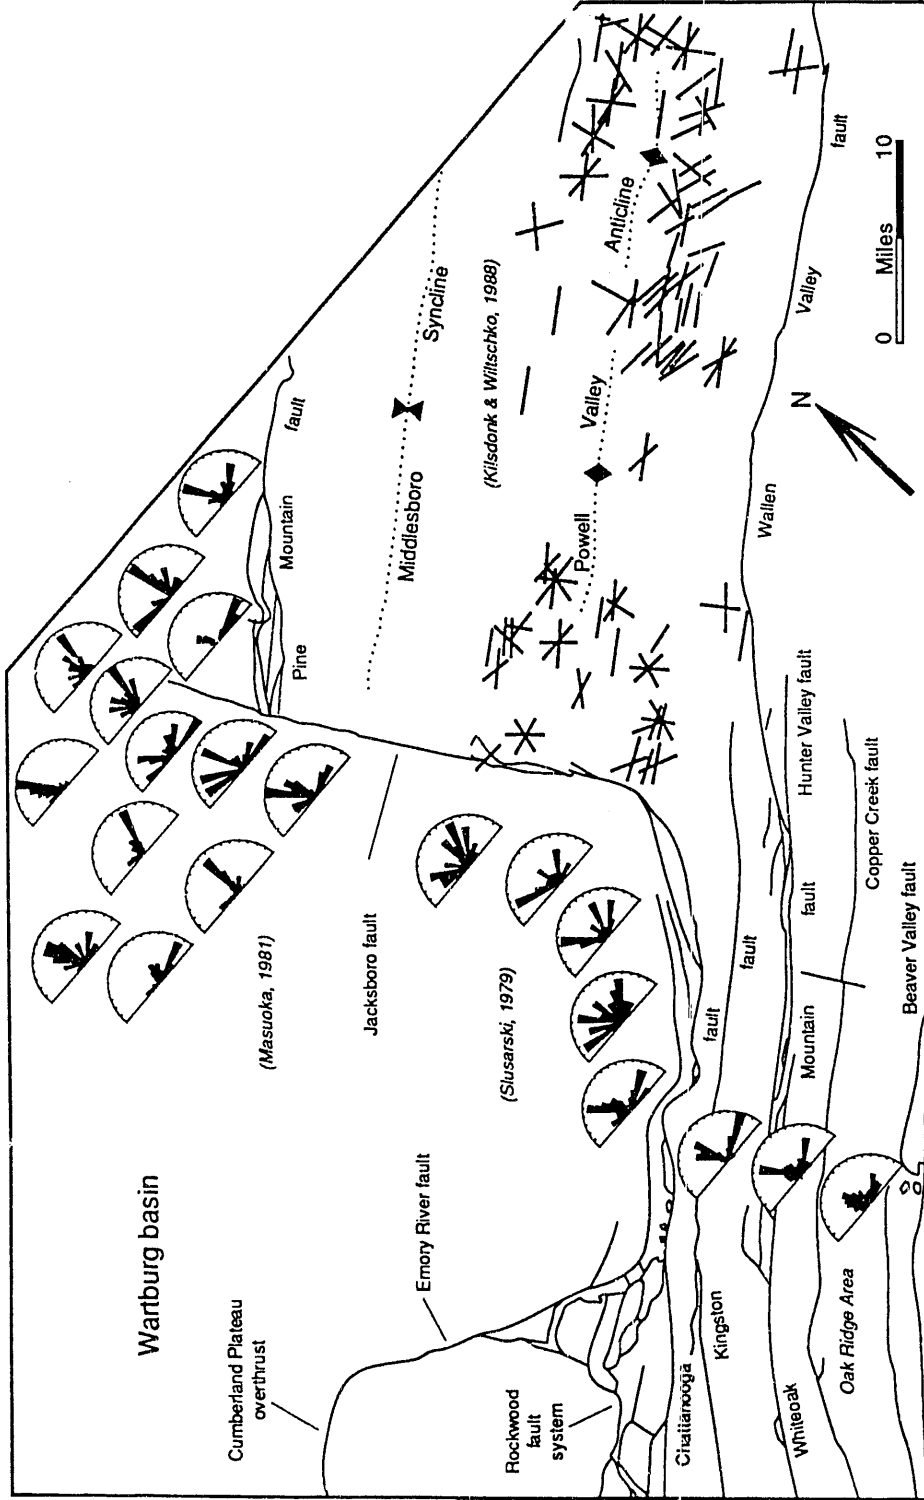 Wartburg basin
Cumberland Plateau
overthrust
Emory River fault
Rockwood
fault
system
Chattanooga
fault
Kingston
fault
Whiteoak
Mountain
fault
Oak Ridge Area
(Masuoka, 1981)
Jacksboro fault
(Slusarski, 1979)
Pine
Mountain
fault
Middlesboro
Syncline
(Kilsdonk & Wiltschko, 1988)
Powell
Valley
Anticline
Wallen
Valley
fault
Hunter Valley fault
Copper Creek fault
Beaver Valley fault
N
0
Miles
10